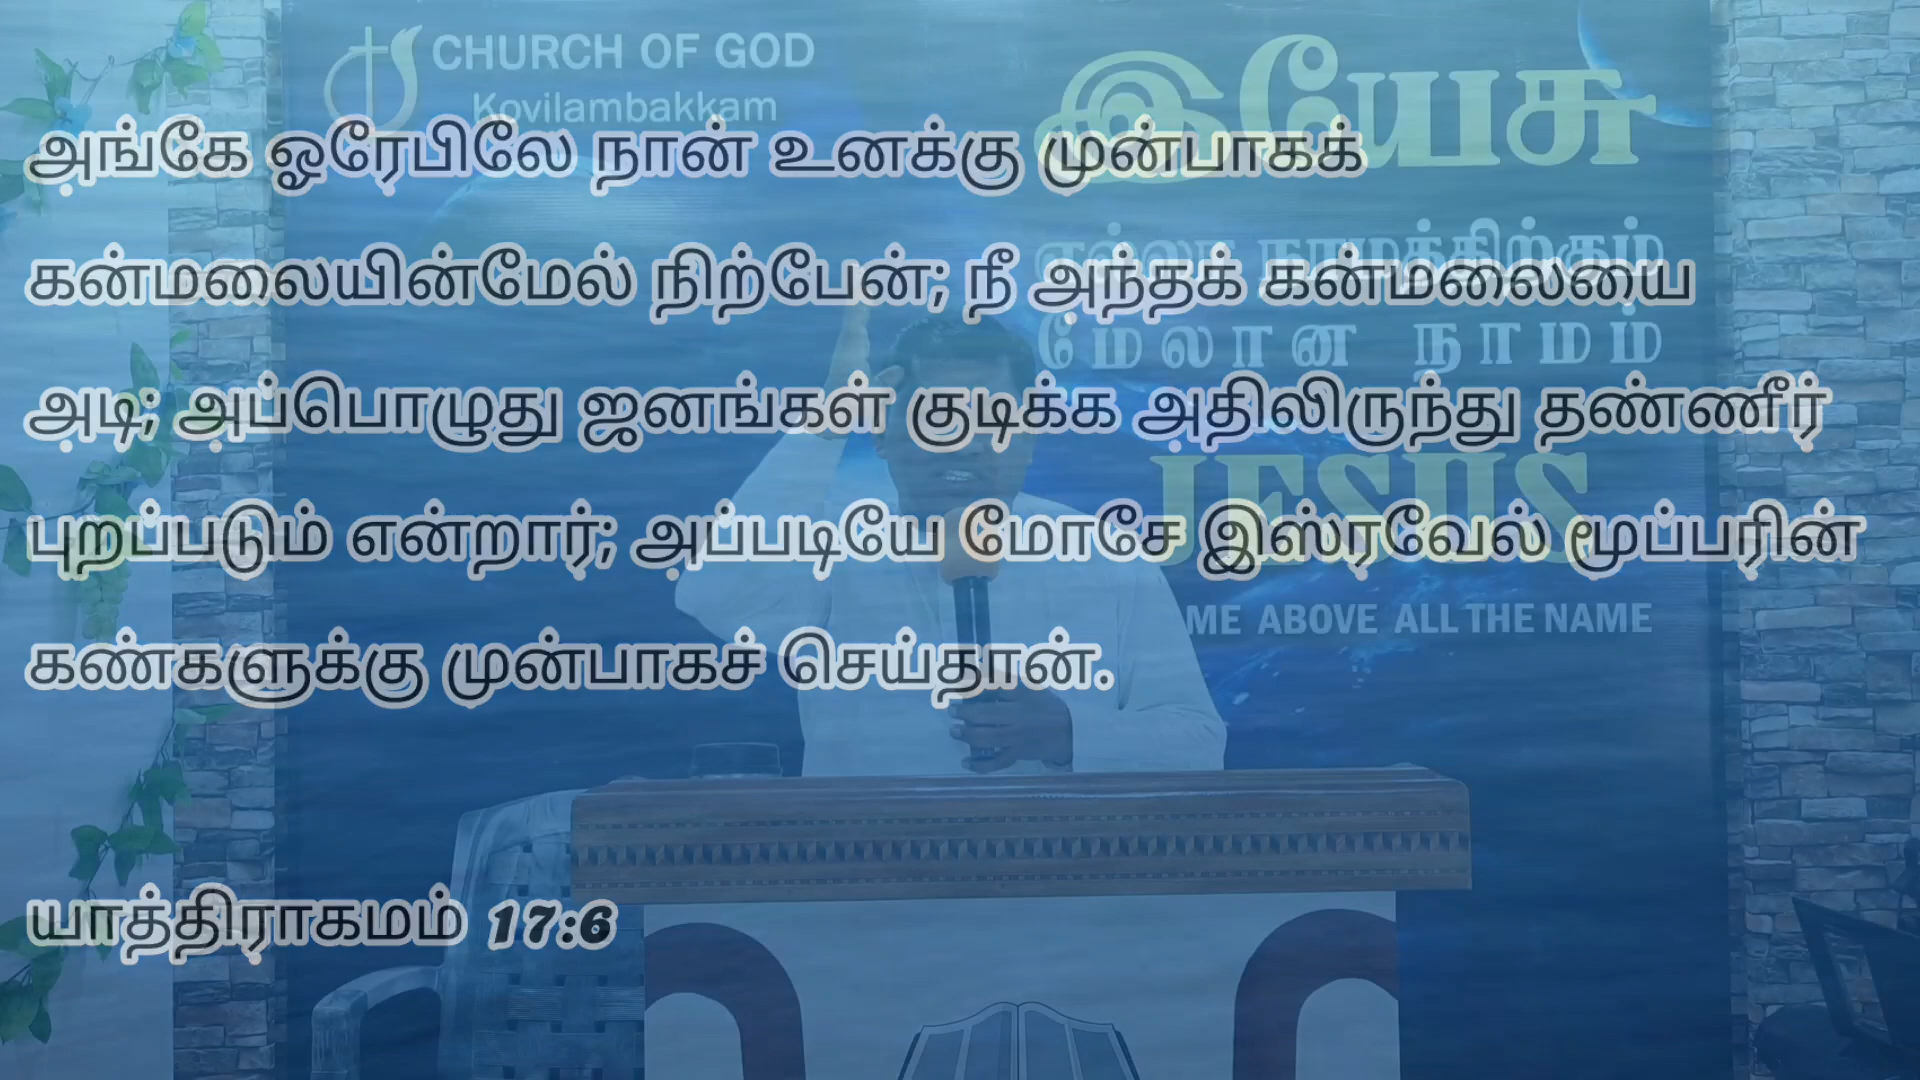 CHURCH OF GOD
Kovilambakkam
இயேசு
எல்லா நாமத்திற்கும்
மேலான நாமம்
JESUS
ME ABOVE ALL THE NAME
அங்கே ஓரேபிலே நான் உனக்கு முன்பாகக்
கன்மலையின்மேல் நிற்பேன்; நீ அந்தக் கன்மலையை
அடி; அப்பொழுது ஜனங்கள் குடிக்க அதிலிருந்து தண்ணீர்
புறப்படும் என்றார்; அப்படியே மோசே இஸ்ரவேல் மூப்பரின்
கண்களுக்கு முன்பாகச் செய்தான்.
யாத்திராகமம் 17:6